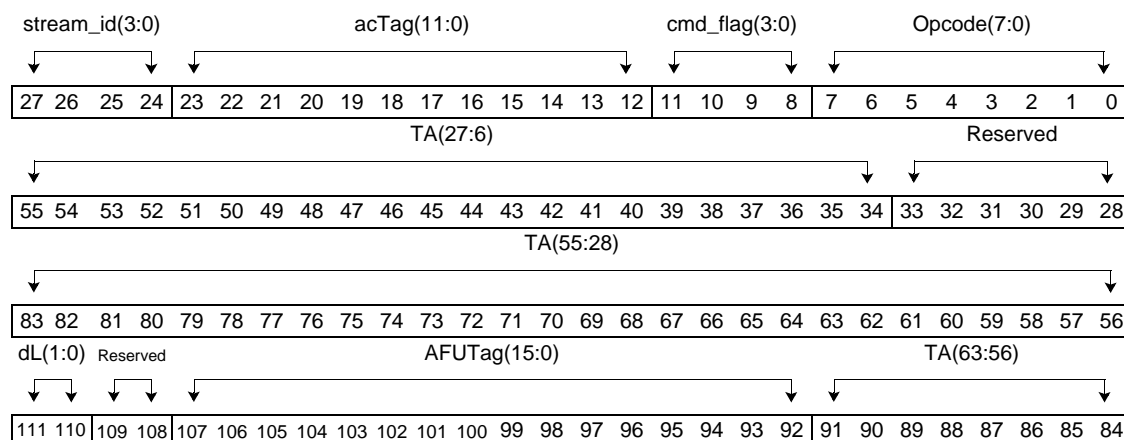 stream_id(3:0) acTag(11:0) cmd_flag(3:0) Opcode(7:0)
27 26 25 24 23 22 21 20 19 18 17 16 15 14 13 12 11 10 9 8 7 6 5 4 3 2 1 0
TA(27:6) Reserved
55 54 53 52 51 50 49 48 47 46 45 44 43 42 41 40 39 38 37 36 35 34 33 32 31 30 29 28
TA(55:28)
83 82 81 80 79 78 77 76 75 74 73 72 71 70 69 68 67 66 65 64 63 62 61 60 59 58 57 56
dL(1:0) Reserved AFUTag(15:0) TA(63:56)
111 110 109 108 107 106 105 104 103 102 101 100 99 98 97 96 95 94 93 92 91 90 89 88 87 86 85 84